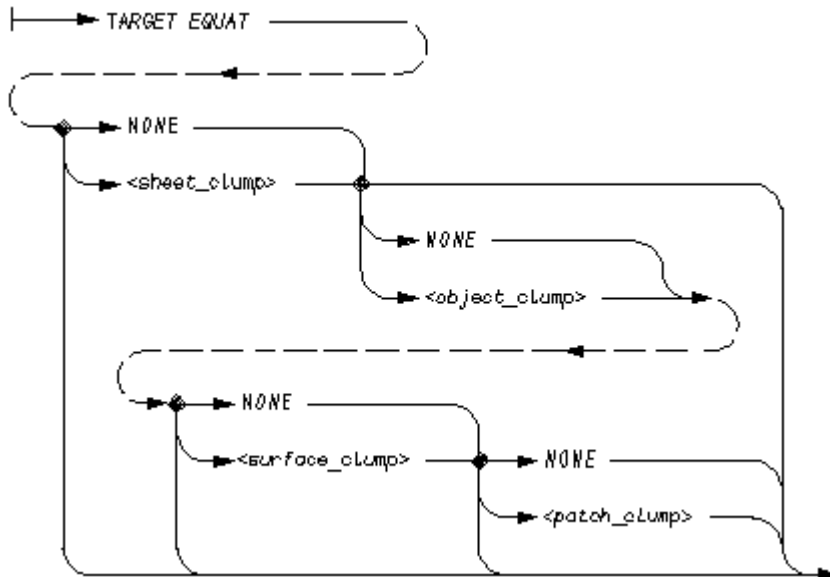 TARGET EQUAT
NONE
<sheet_clump>
NONE
<object_clump>
NONE
<surface_clump>
NONE
<patch_clump>